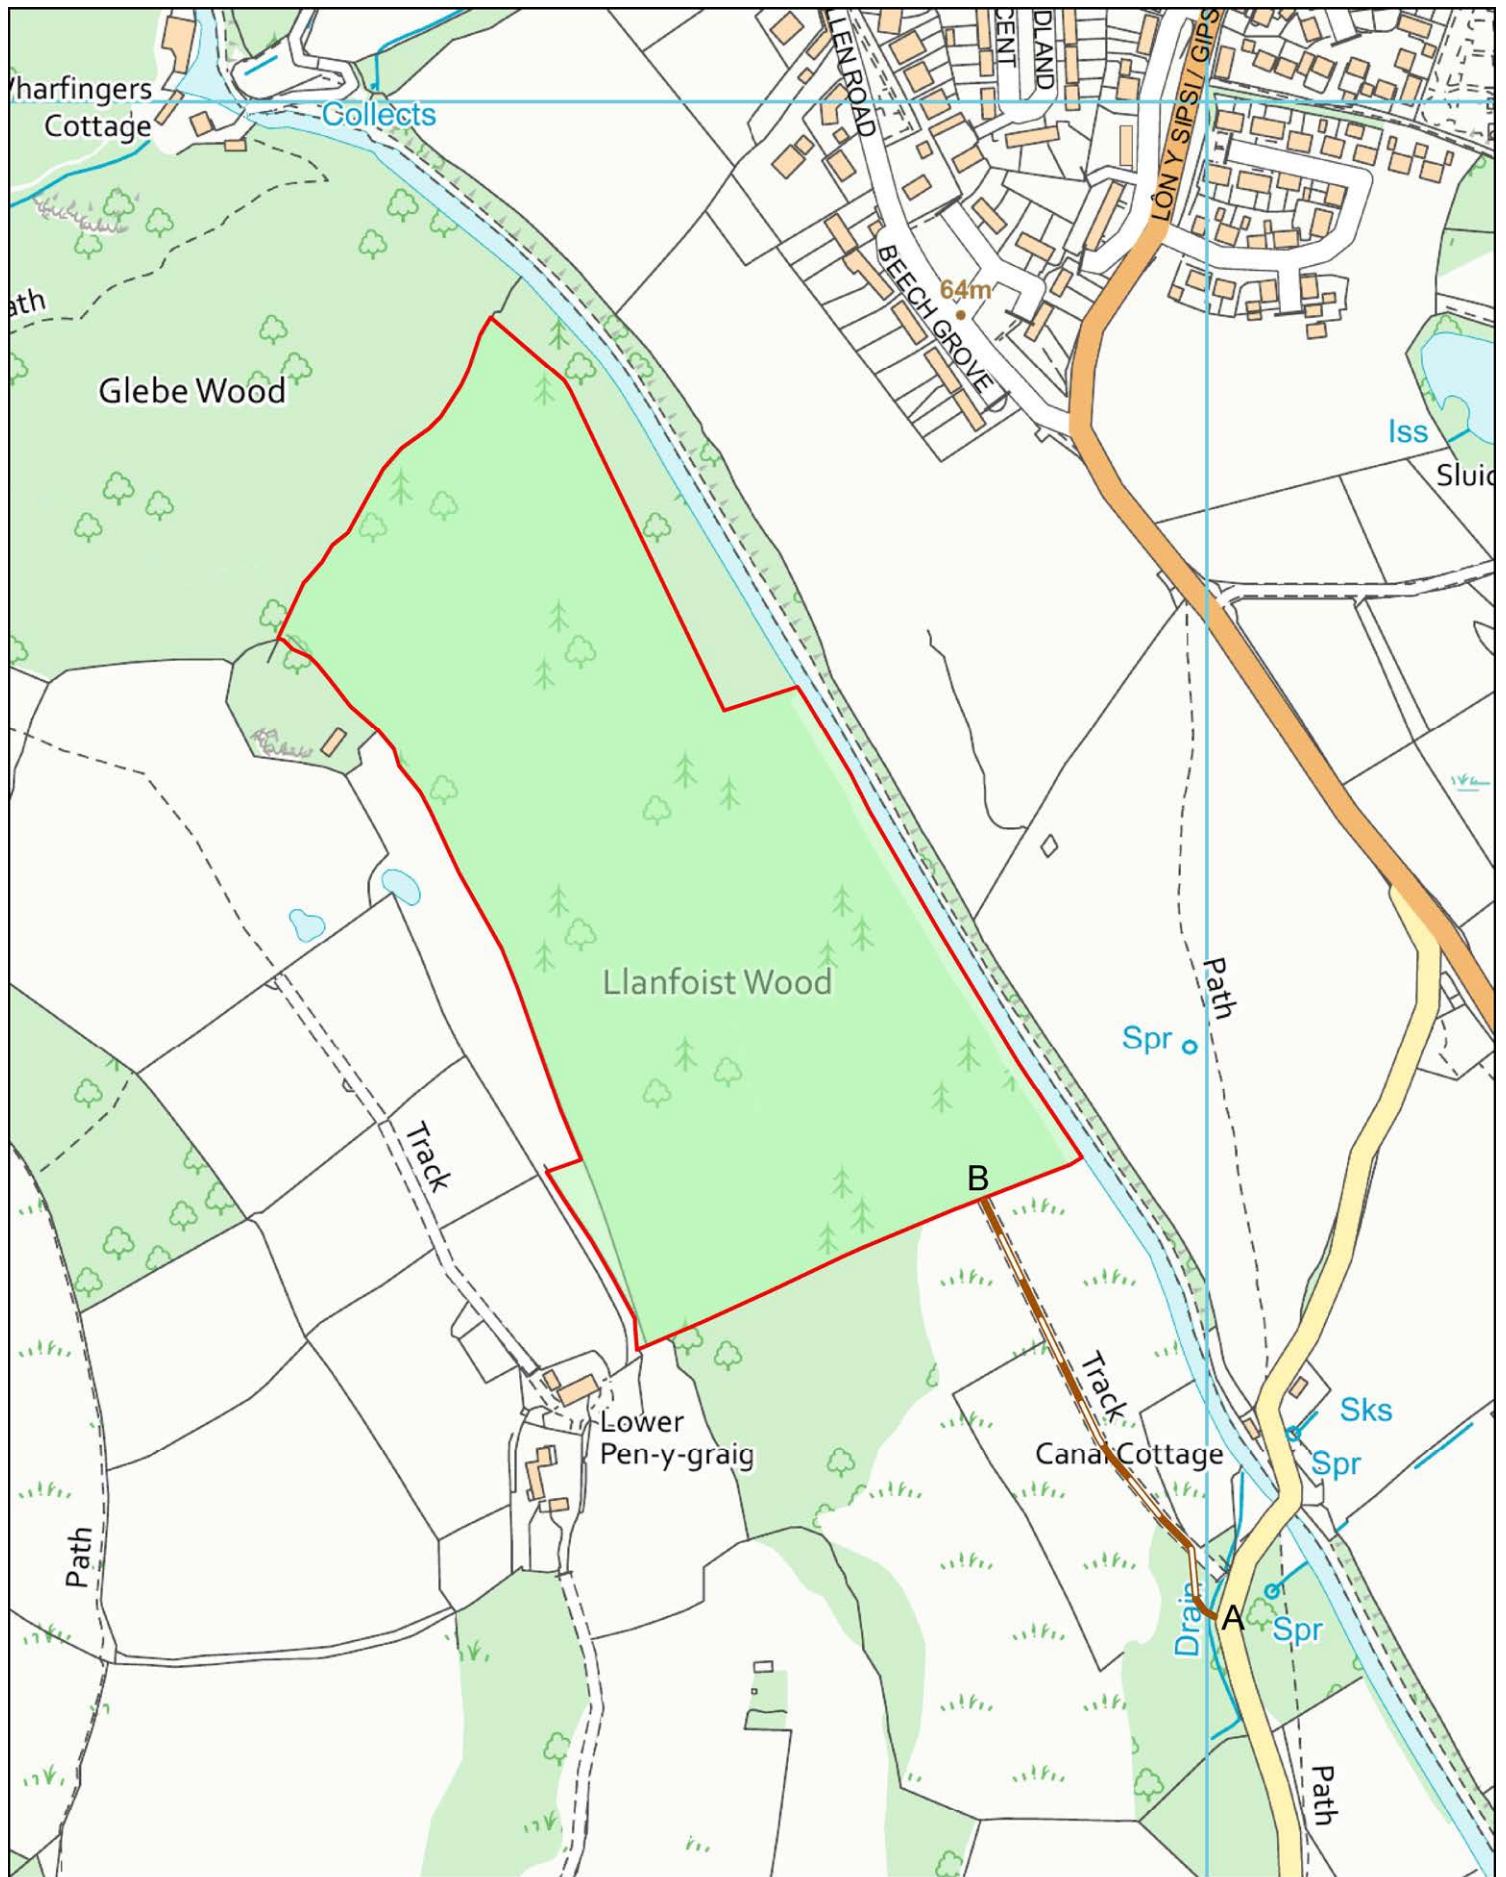 LLEN ROAD
CENT
DLAND
LÔN Y SIPSI / GIPS
/harfingers
Cottage
Collects
ath
BEECH GROVE
64m
Glebe Wood
Iss
Sluic
Path
Llanfoist Wood
Spr
Track
B
Track
Lower
Pen-y-graig
Canal Cottage
Sks
Spr
Path
Drain
A
Spr
Path